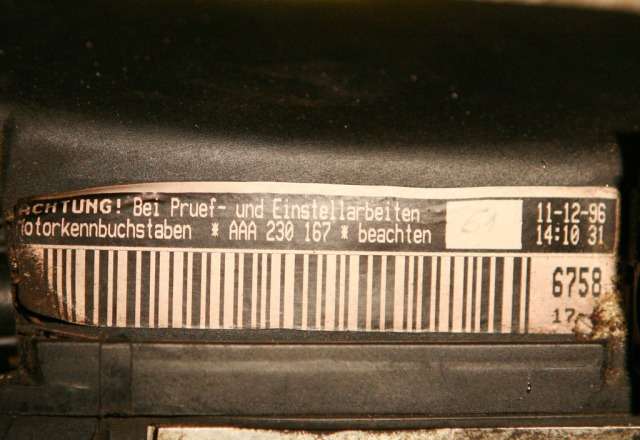 ACHTUNG! Bei Pruef- und Einstellarbeiten
Motorkennbuchstaben * AAA 230 167 * beachten
11-12-96
14:10 31
6758